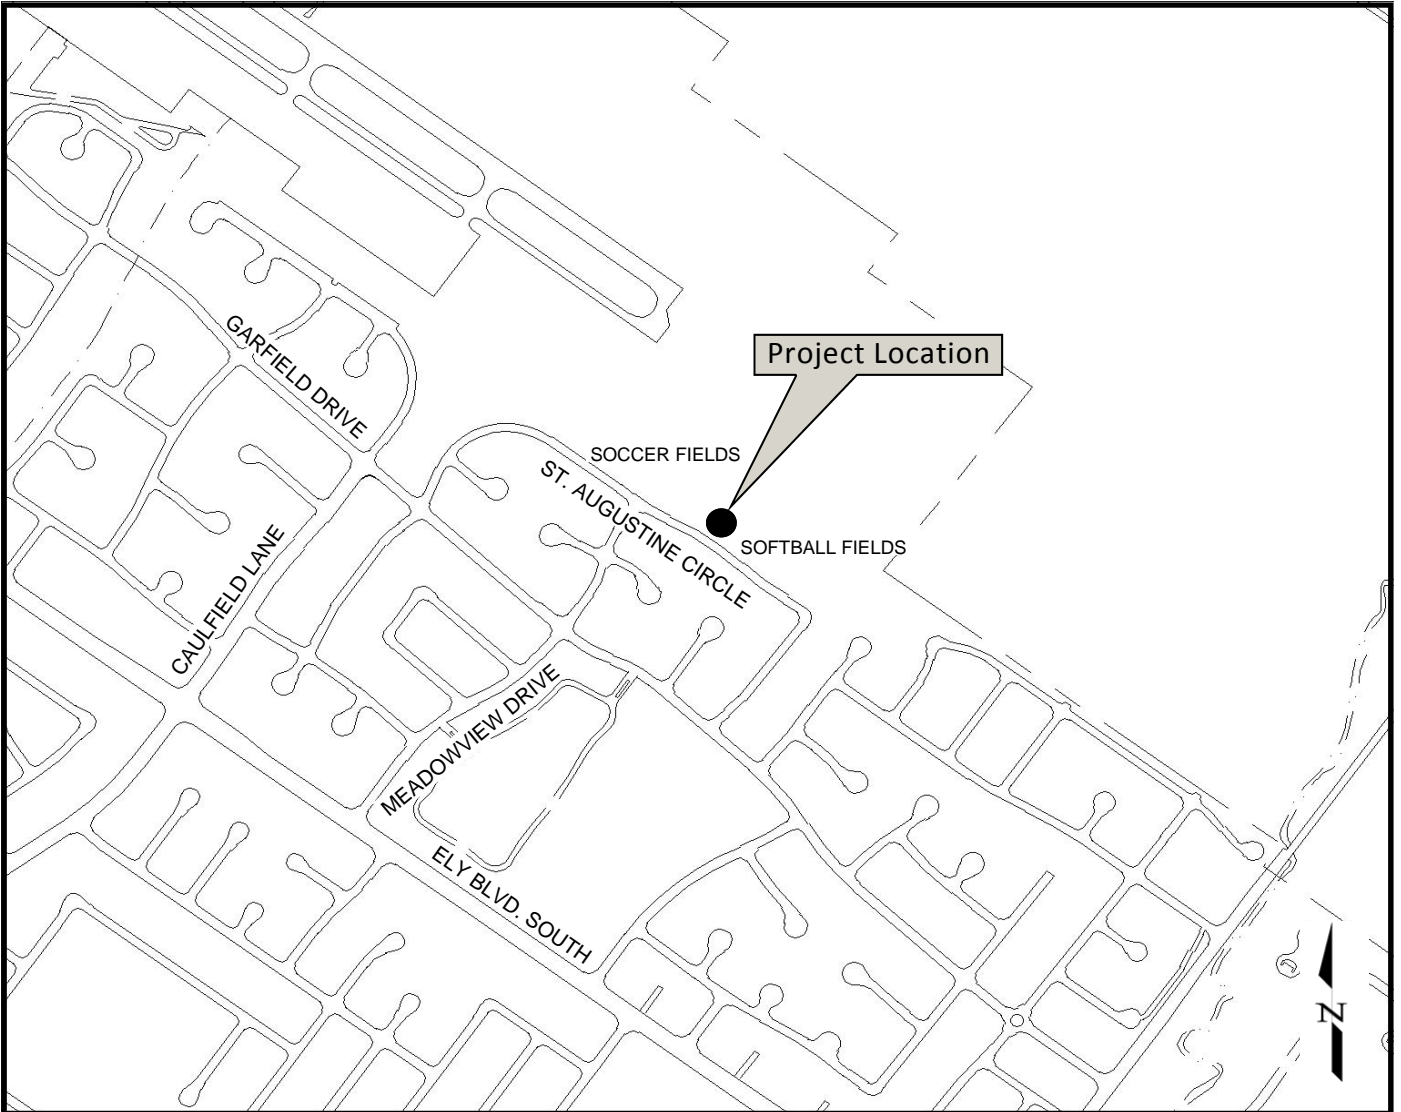 GARFIELD DRIVE
Project Location
SOCCER FIELDS
ST. AUGUSTINE CIRCLE
SOFTBALL FIELDS
CAULFIELD LANE
MEADOWVIEW DRIVE
ELY BLVD. SOUTH
N